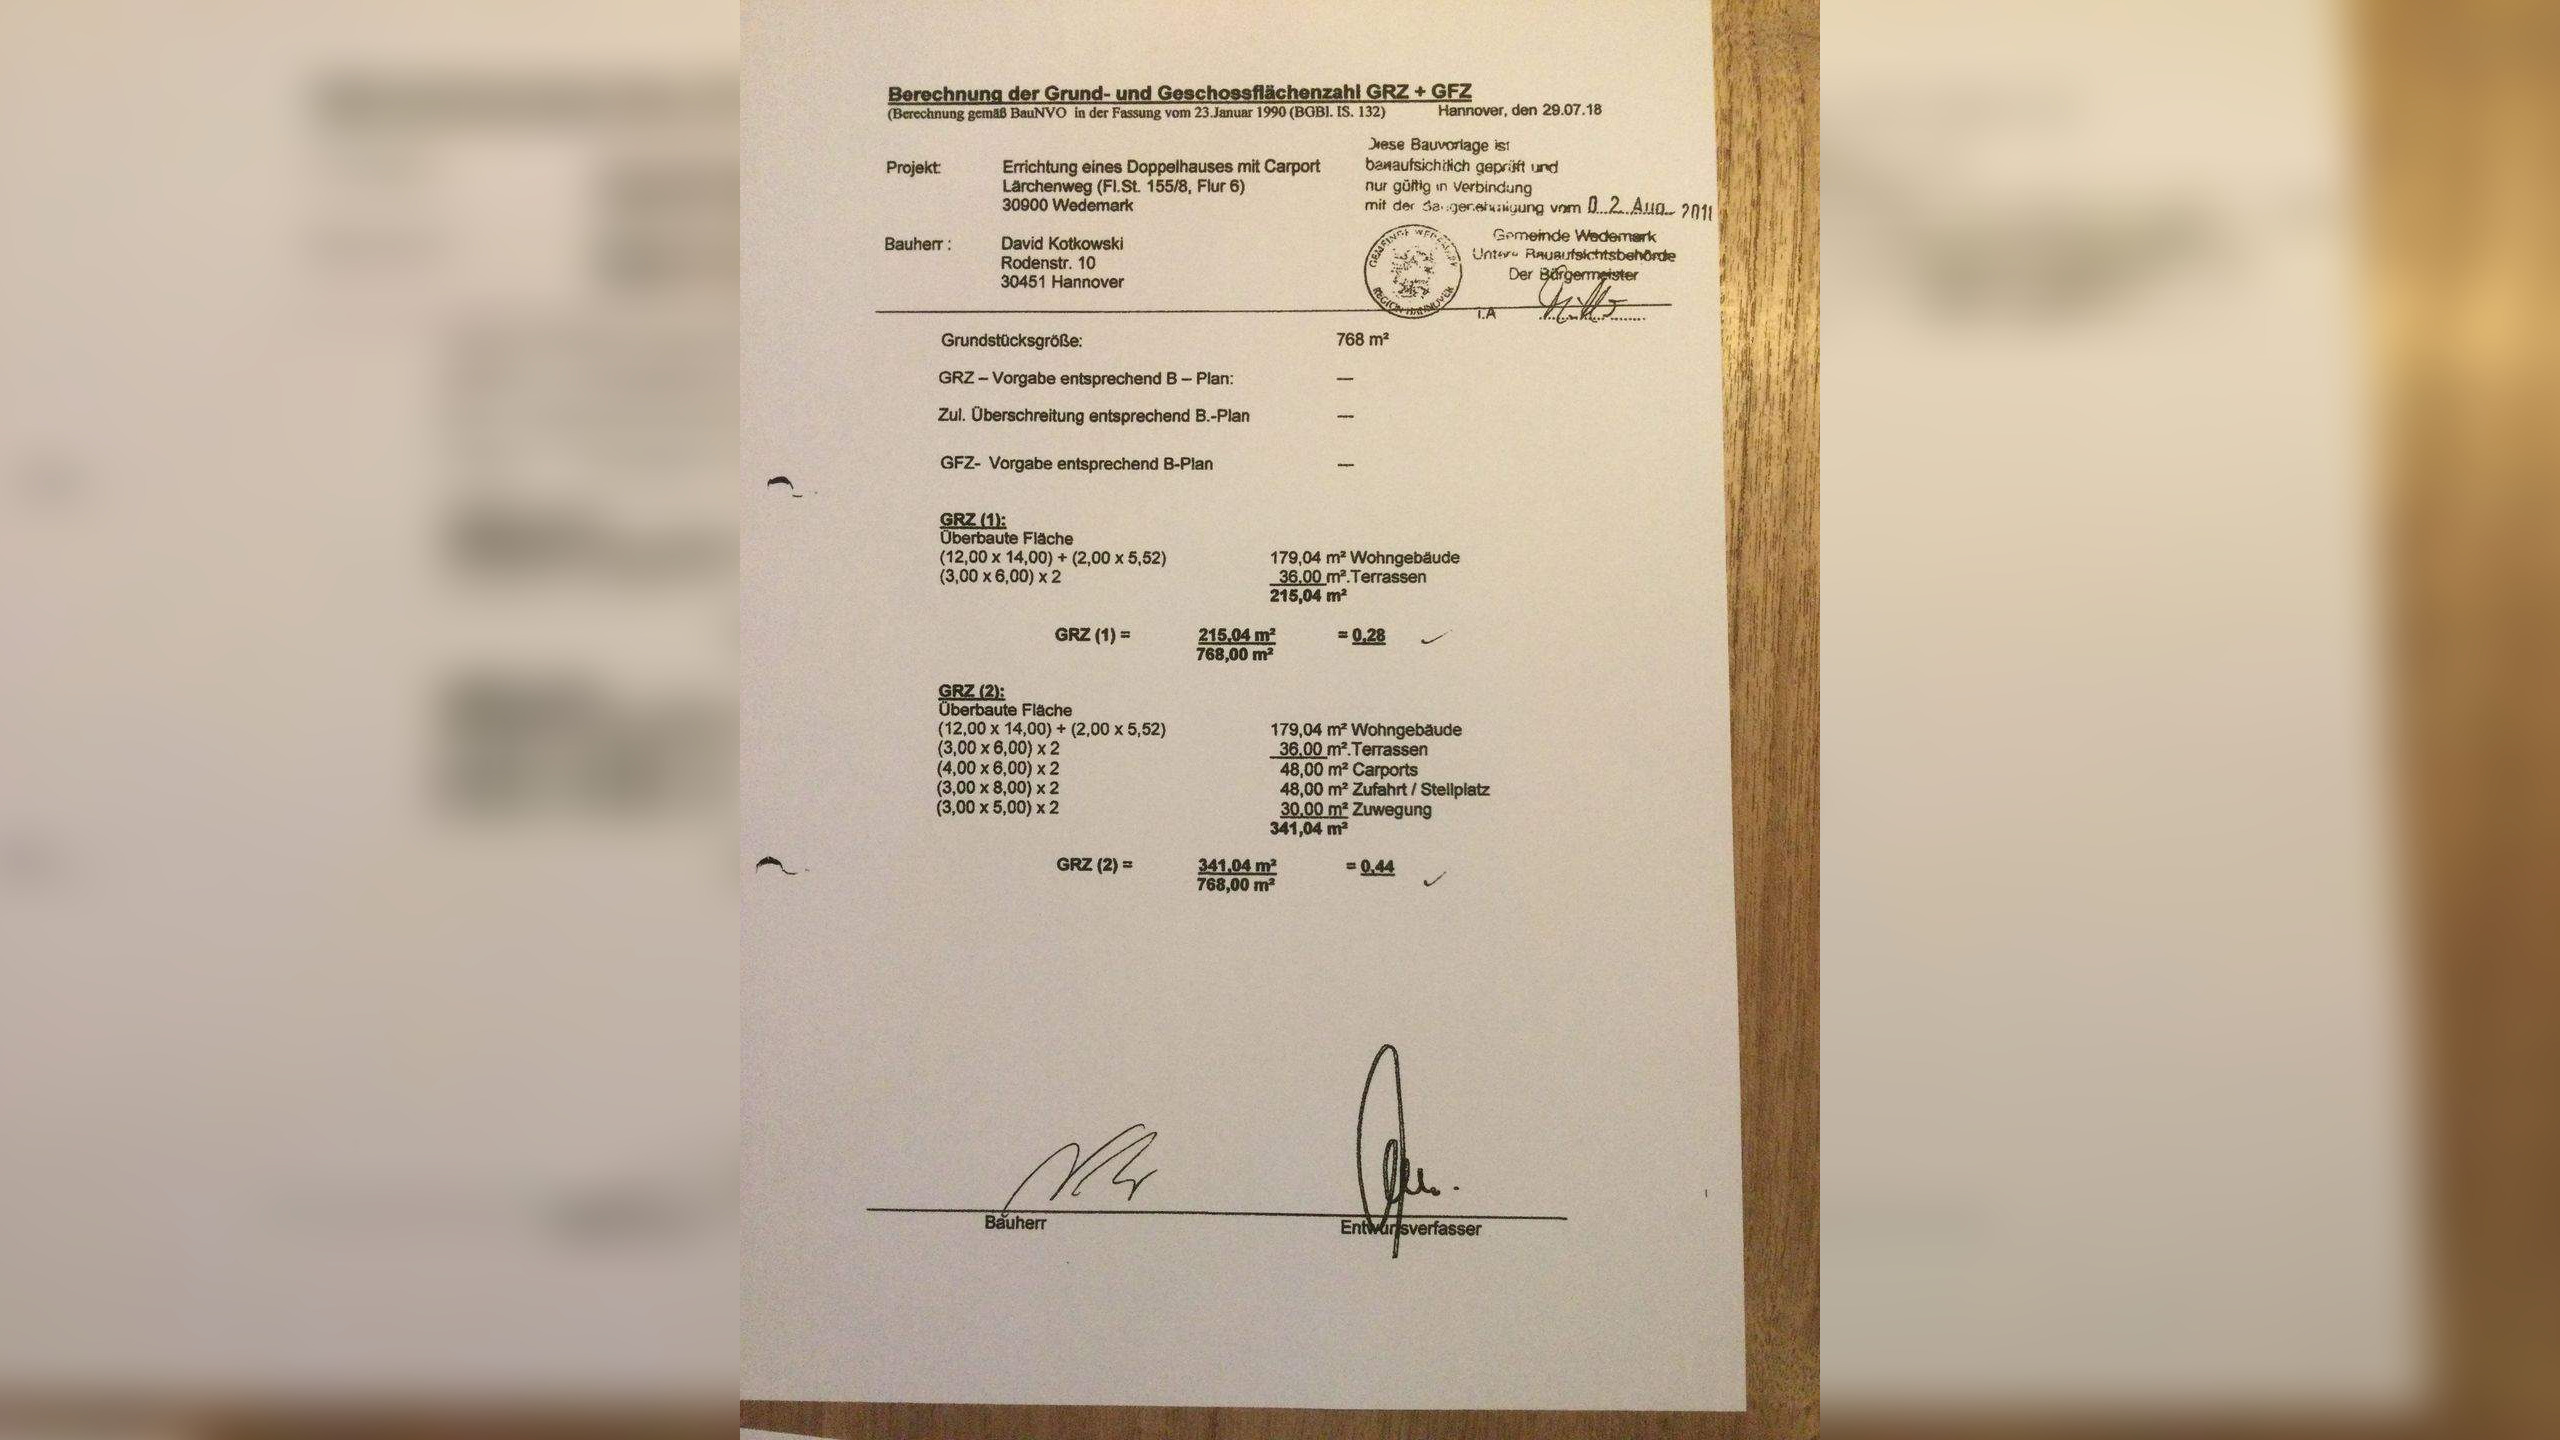 Berechnung der Grund- und Geschossflächenzahl GRZ + GFZ
(Berechnung gemäß BauNVO in der Fassung vom 23.Januar 1990 (BGBl. IS. 132) Hannover, den 29.07.18
Diese Bauvorlage ist
bauaufsichtlich geprüft und
nur gültig in Verbindung
mit der Baugenehmigung vom 0 2. Aug. 201
Projekt: Errichtung eines Doppelhauses mit Carport
Lärchenweg (Fl.St. 155/8, Flur 6)
30900 Wedemark
Gemeinde Wedemark
Untere Bauaufsichtsbehörde
Der Bürgermeister
i.A
GEMEINDE WEDEMARK
REGION HANNOVER
Bauherr : David Kotkowski
Rodenstr. 10
30451 Hannover
Grundstücksgröße: 768 m²
GRZ – Vorgabe entsprechend B – Plan: —
Zul. Überschreitung entsprechend B.-Plan —
GFZ- Vorgabe entsprechend B-Plan —
GRZ (1):
Überbaute Fläche
(12,00 x 14,00) + (2,00 x 5,52) 179,04 m² Wohngebäude
(3,00 x 6,00) x 2 36,00 m².Terrassen
215,04 m²
GRZ (1) = 215,04 m² = 0,28
768,00 m²
GRZ (2):
Überbaute Fläche
(12,00 x 14,00) + (2,00 x 5,52) 179,04 m² Wohngebäude
(3,00 x 6,00) x 2 36,00 m².Terrassen
(4,00 x 6,00) x 2 48,00 m² Carports
(3,00 x 8,00) x 2 48,00 m² Zufahrt / Stellplatz
(3,00 x 5,00) x 2 30,00 m² Zuwegung
341,04 m²
GRZ (2) = 341,04 m² = 0,44
768,00 m²
Bauherr Entwurfsverfasser